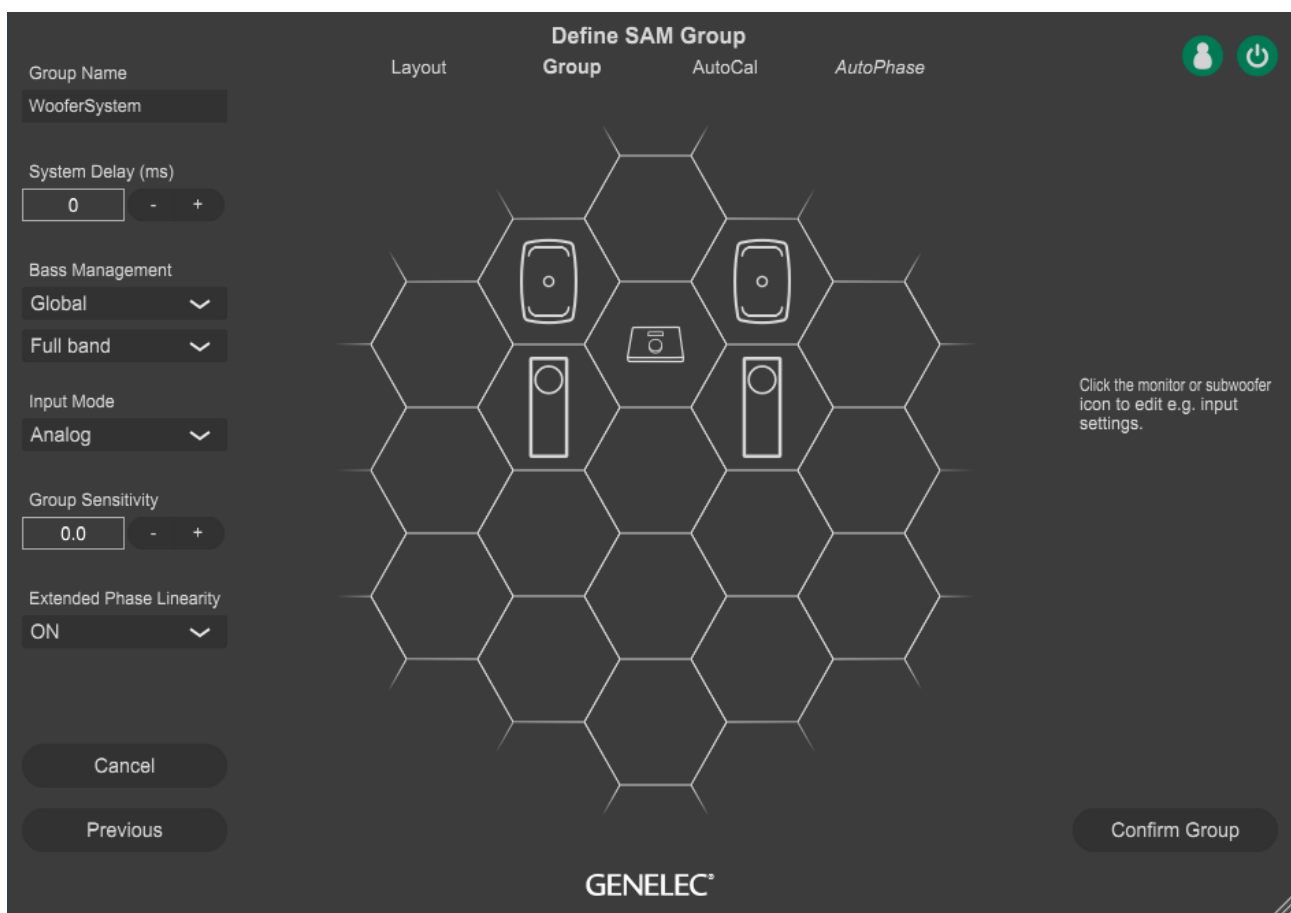 Define SAM Group
Layout
Group
AutoCal
AutoPhase
Group Name
WooferSystem
System Delay (ms)
0
-
+
Bass Management
Global
Full band
Input Mode
Analog
Group Sensitivity
0.0
-
+
Extended Phase Linearity
ON
Cancel
Previous
Click the monitor or subwoofer
icon to edit e.g. input
settings.
Confirm Group
GENELEC®